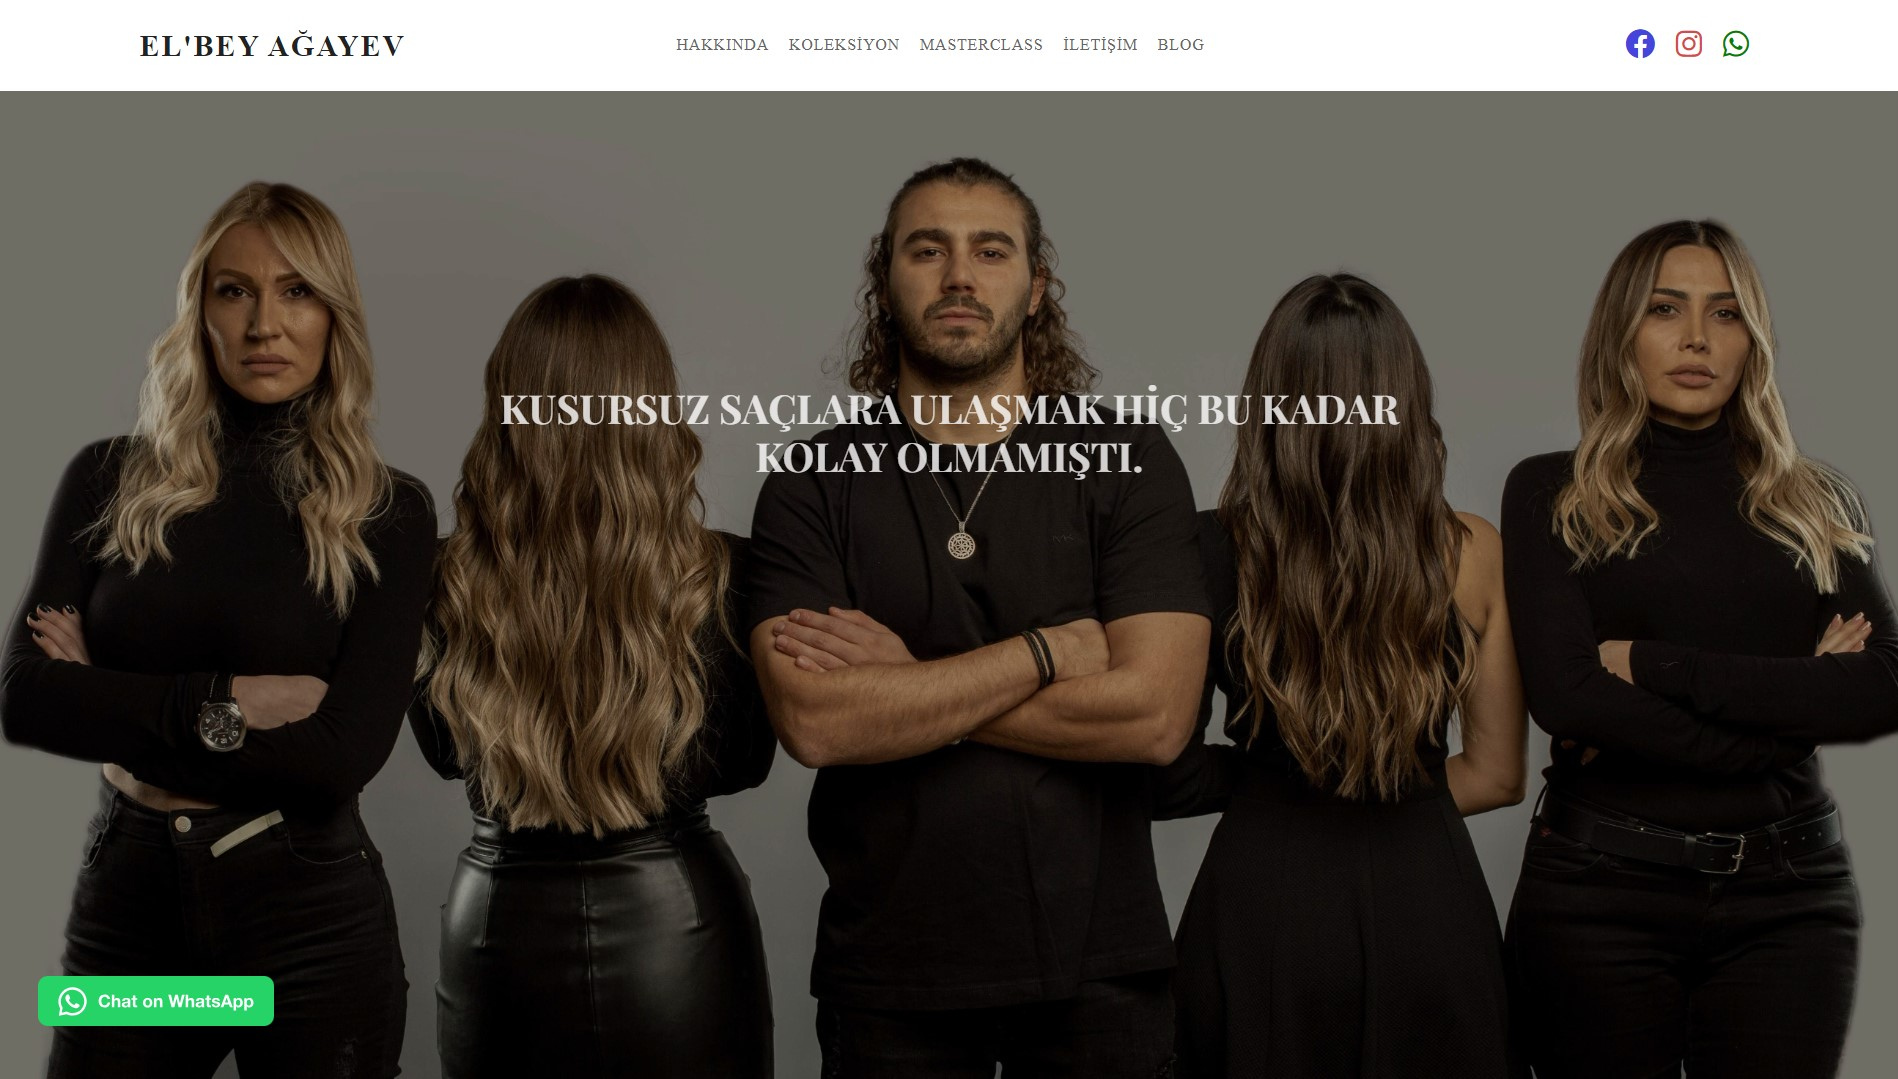 EL'BEY AĞAYEV
HAKKINDA KOLEKSİYON MASTERCLASS İLETİŞİM BLOG
KUSURSUZ SAÇLARA ULAŞMAK HİÇ BU KADAR
KOLAY OLMAMIŞTI.
Chat on WhatsApp